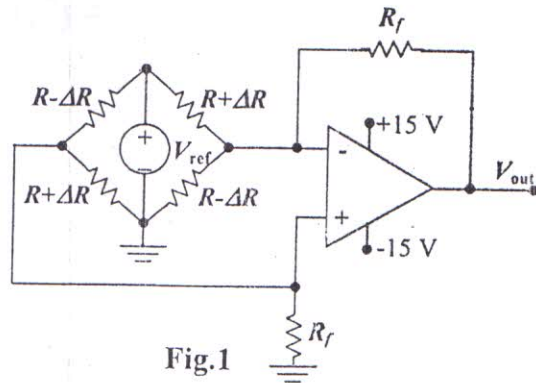 R_f
R-ΔR
R+ΔR
+
−
V_ref
+15 V
-
R+ΔR
R-ΔR
V_out
+
-15 V
R_f
Fig.1